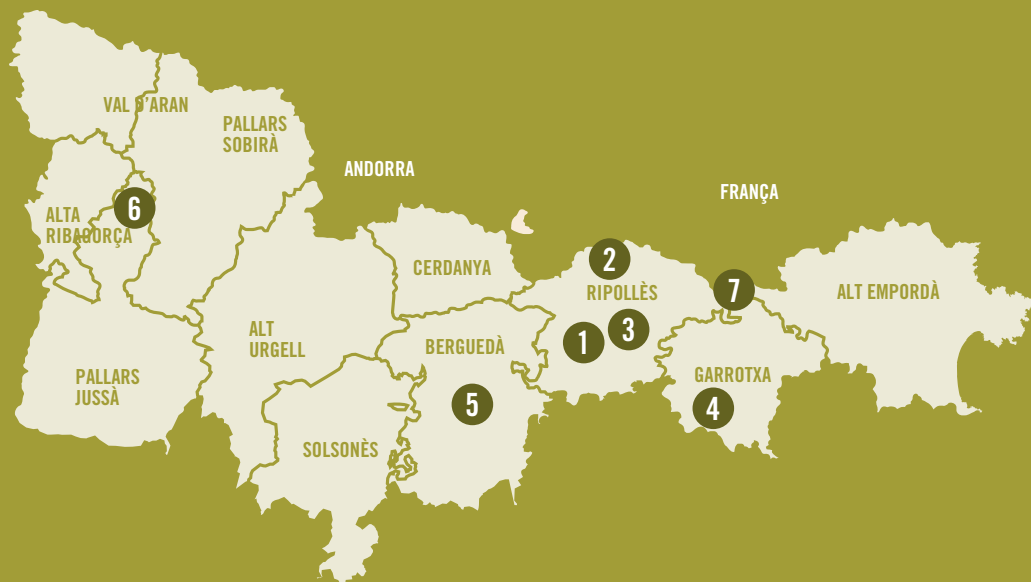 VAL D'ARAN
PALLARS
SOBIRÀ
ANDORRA
FRANÇA
6
ALTA
RIBAGORÇA
CERDANYA
2
RIPOLLÈS
7
ALT EMPORDÀ
1
3
ALT
URGELL
BERGUEDÀ
PALLARS
JUSSÀ
GARROTXA
5
4
SOLSONÈS